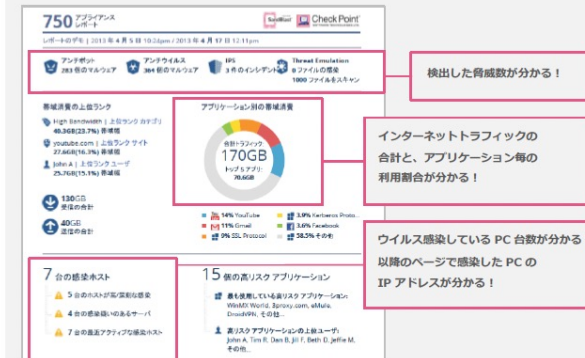 750 アプライアンス
レポート
SandBlast Check Point
レポートのデモ | 2013 年 4 月 5 日 10:24pm / 2013 年 4 月 17 日 12:11pm
アンチボット
283 個のマルウェア
アンチウイルス
364 個のマルウェア
IPS
3 件のインシデント
Threat Emulation
0 ファイルの感染
1000 ファイルをスキャン
検出した脅威数が分かる！
帯域消費の上位ランク
High Bandwidth | 上位ランク カテゴリ
40.3GB(23.7%) 帯域幅
youtube.com | 上位ランク サイト
27.6GB(16.3%) 帯域幅
John A | 上位ランク ユーザ
25.7GB(15.1%) 帯域幅
130GB
受信の合計
40GB
送信の合計
アプリケーション別の帯域消費
合計トラフィック:
170GB
トップ 5 アプリ:
70.6GB
14% YouTube
11% Gmail
9% SSL Protocol
3.9% Kerberos Proto...
3.6% Facebook
58.5% その他
インターネットトラフィックの
合計と、アプリケーション毎の
利用割合が分かる！
ウイルス感染している PC 台数が分かる
以降のページで感染した PC の
IP アドレスが分かる！
7 台の感染ホスト
5 台のホストが高/深刻な感染
4 台の感染疑いのあるサーバ
7 台の最近アクティブな感染ホスト
15 個の高リスク アプリケーション
最も使用している高リスク アプリケーション:
WinMX World, 3proxy.com, eMule,
DroidVPN, その他...
高リスク アプリケーションの上位ユーザ:
John A, Tim R, Dan B, Jill F, Beth D, Jeffie M,
その他...